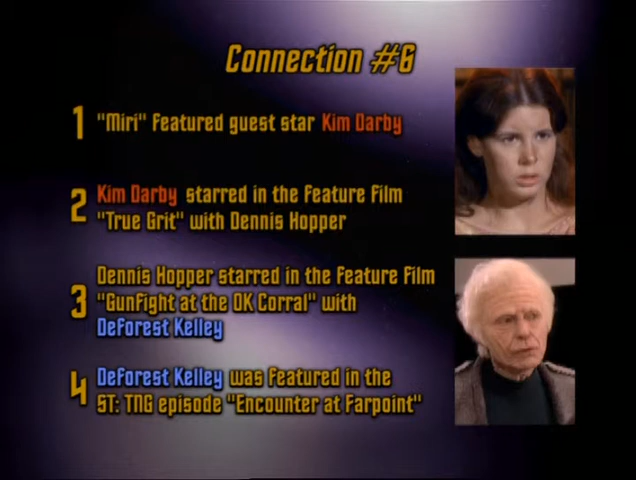 Connection #6
1 "Miri" featured guest star Kim Darby
2 Kim Darby starred in the feature film
"True Grit" with Dennis Hopper
Dennis Hopper starred in the feature film
3 "Gunfight at the OK Corral" with
DeForest Kelley
4 DeForest Kelley was featured in the
ST: TNG episode "Encounter at Farpoint"